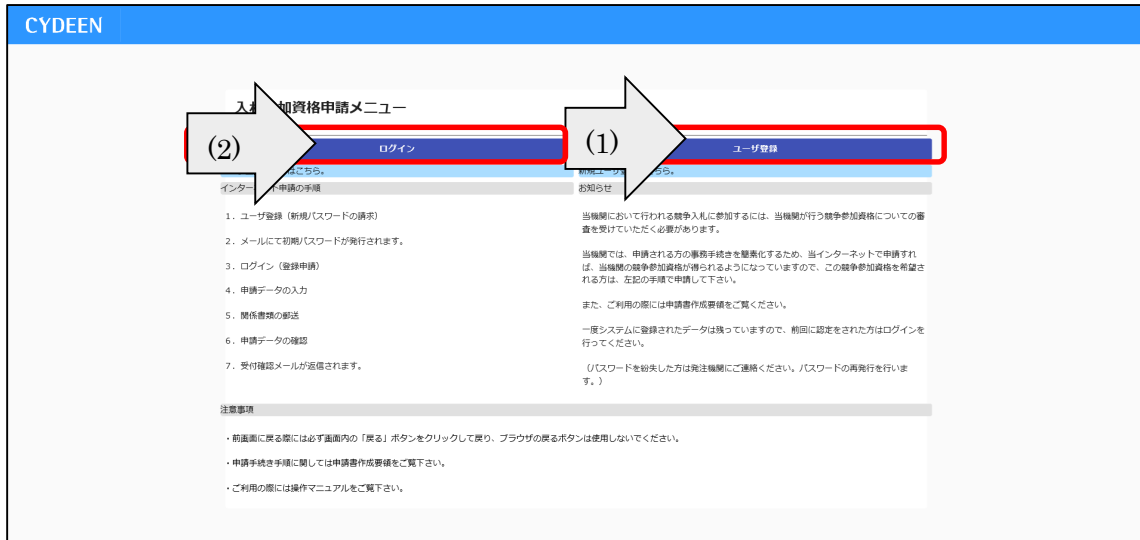 CYDEEN
入 加資格申請メニュー
(2)
ログイン
(1)
ユーザ登録
はこちら。
新規ユーザ ちら。
インター ト申請の手順
お知らせ
1．ユーザ登録（新規パスワードの請求）
2．メールにて初期パスワードが発行されます。
3．ログイン（登録申請）
4．申請データの入力
5．関係書類の郵送
6．申請データの確認
7．受付確認メールが返信されます。
当機関において行われる競争入札に参加するには、当機関が行う競争参加資格についての審
査を受けていただく必要があります。
当機関では、申請される方の事務手続きを簡素化するため、当インターネットで申請すれ
ば、当機関の競争参加資格が得られるようになっていますので、この競争参加資格を希望さ
れる方は、左記の手順で申請して下さい。
また、ご利用の際には申請書作成要領をご覧ください。
一度システムに登録されたデータは残っていますので、前回に認定をされた方はログインを
行ってください。
（パスワードを紛失した方は発注機関にご連絡ください。パスワードの再発行を行いま
す。）
注意事項
・前画面に戻る際には必ず画面内の「戻る」ボタンをクリックして戻り、ブラウザの戻るボタンは使用しないでください。
・申請手続き手順に関しては申請書作成要領をご覧下さい。
・ご利用の際には操作マニュアルをご覧下さい。